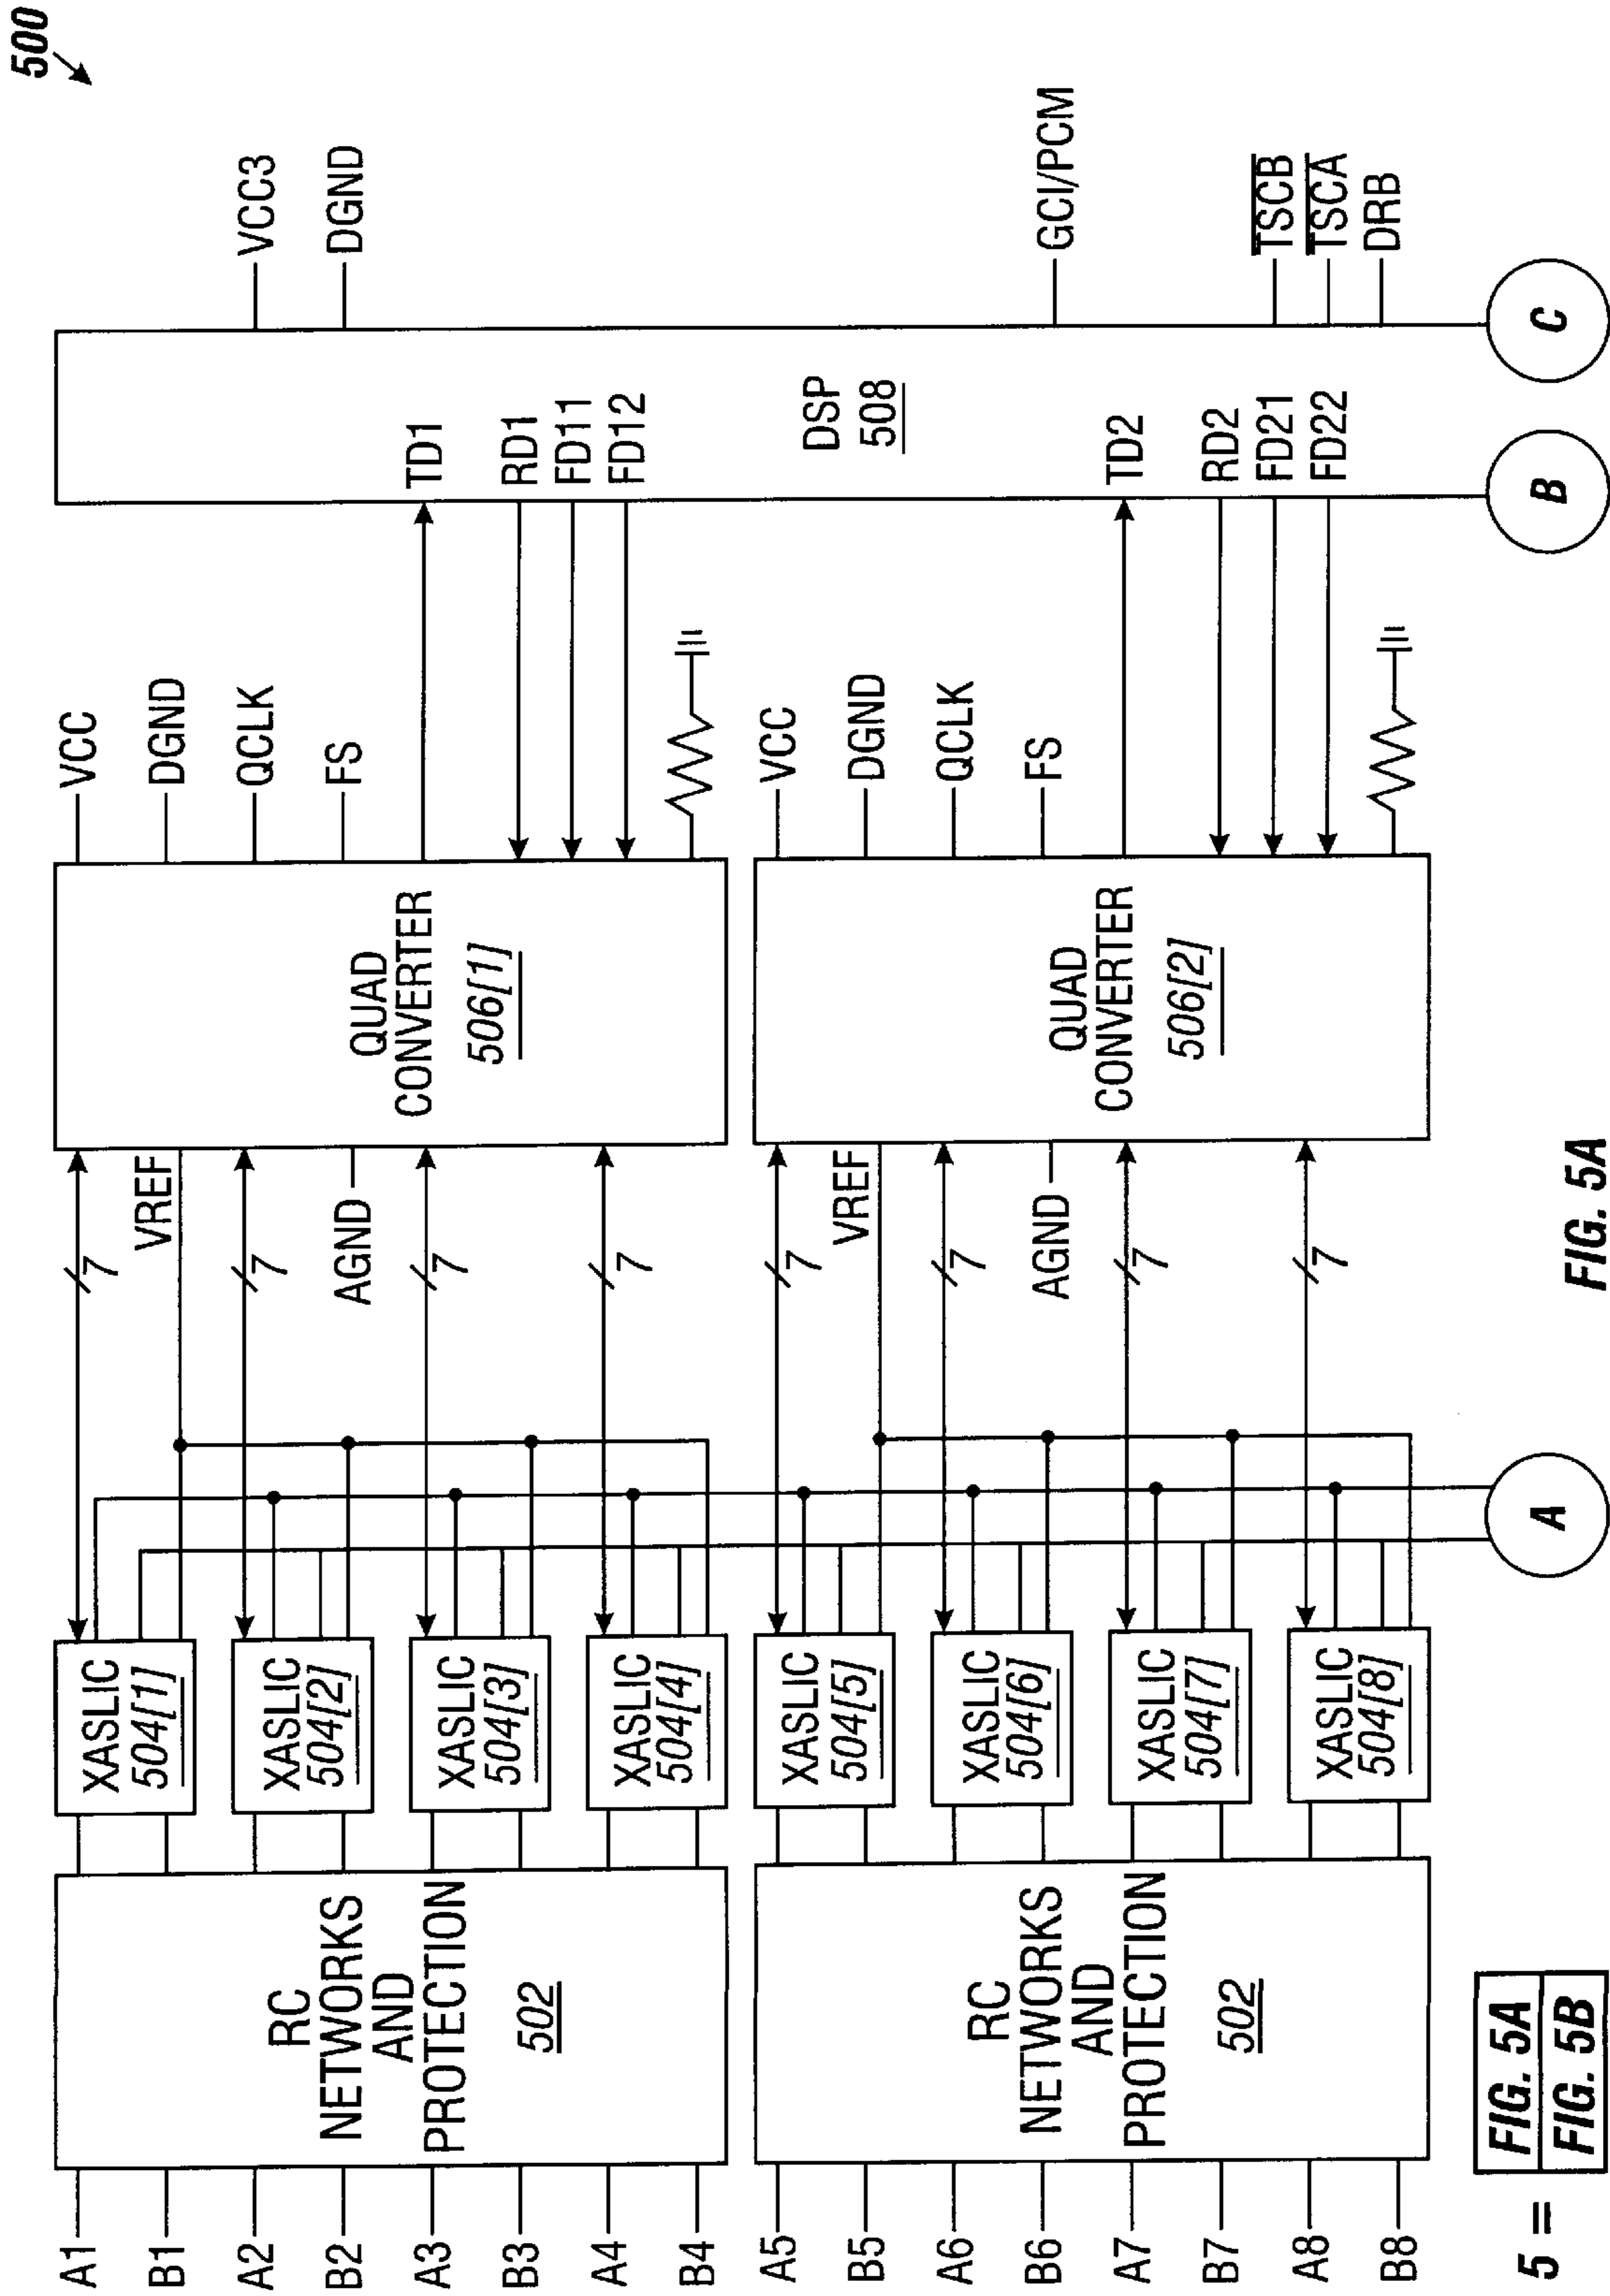 500
A1
B1
A2
B2
A3
B3
A4
B4
RC
NETWORKS
AND
PROTECTION
502
XASLIC
504[1]
XASLIC
504[2]
XASLIC
504[3]
XASLIC
504[4]
7
VREF
7
AGND
7
7
QUAD
CONVERTER
506[1]
VCC
DGND
QCLK
FS
TD1
RD1
FD11
FD12
VCC3
DGND
DSP
508
A5
B5
A6
B6
A7
B7
A8
B8
RC
NETWORKS
AND
PROTECTION
502
XASLIC
504[5]
XASLIC
504[6]
XASLIC
504[7]
XASLIC
504[8]
7
VREF
7
AGND
7
7
QUAD
CONVERTER
506[2]
VCC
DGND
QCLK
FS
TD2
RD2
FD21
FD22
GCI/PCM
TSCB
TSCA
DRB
A
B
C
5 =
FIG. 5A
FIG. 5B
FIG. 5A